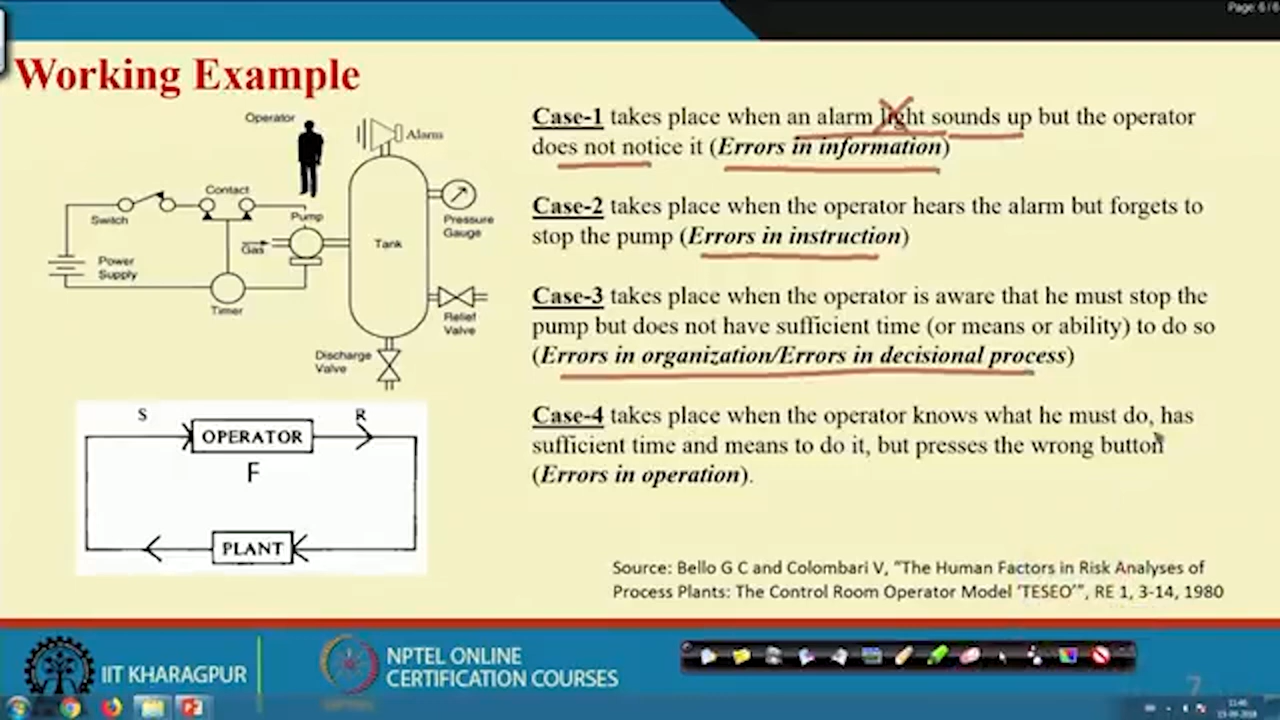 Page: 6 / 6
Working Example
Operator
Alarm
Contact
Switch
Pump
Pressure
Gauge
Gas
Tank
Power
Supply
Timer
Relief
Valve
Discharge
Valve
S
R
OPERATOR
F
PLANT
Case-1 takes place when an alarm light sounds up but the operator
does not notice it (Errors in information)
Case-2 takes place when the operator hears the alarm but forgets to
stop the pump (Errors in instruction)
Case-3 takes place when the operator is aware that he must stop the
pump but does not have sufficient time (or means or ability) to do so
(Errors in organization/Errors in decisional process)
Case-4 takes place when the operator knows what he must do, has
sufficient time and means to do it, but presses the wrong button
(Errors in operation).
Source: Bello G C and Colombari V, "The Human Factors in Risk Analyses of
Process Plants: The Control Room Operator Model 'TESEO'", RE 1, 3-14, 1980
IIT KHARAGPUR
NPTEL ONLINE
CERTIFICATION COURSES
7